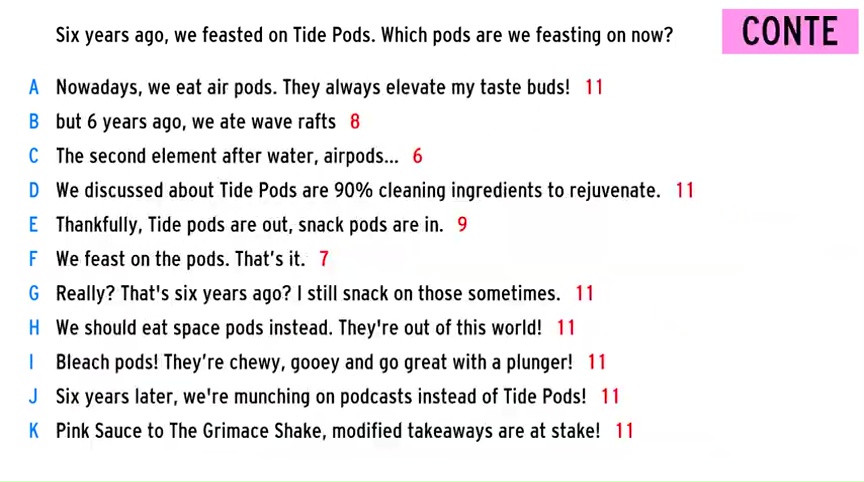 Six years ago, we feasted on Tide Pods. Which pods are we feasting on now?
CONTE
A Nowadays, we eat air pods. They always elevate my taste buds! 11
B but 6 years ago, we ate wave rafts 8
C The second element after water, airpods... 6
D We discussed about Tide Pods are 90% cleaning ingredients to rejuvenate. 11
E Thankfully, Tide pods are out, snack pods are in. 9
F We feast on the pods. That's it. 7
G Really? That's six years ago? I still snack on those sometimes. 11
H We should eat space pods instead. They're out of this world! 11
I Bleach pods! They're chewy, gooey and go great with a plunger! 11
J Six years later, we're munching on podcasts instead of Tide Pods! 11
K Pink Sauce to The Grimace Shake, modified takeaways are at stake! 11